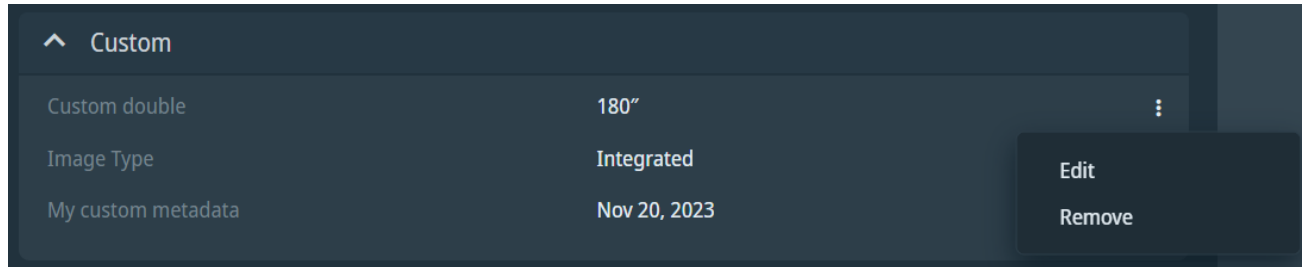 Custom
Custom double 180″
Image Type Integrated
My custom metadata Nov 20, 2023
Edit
Remove